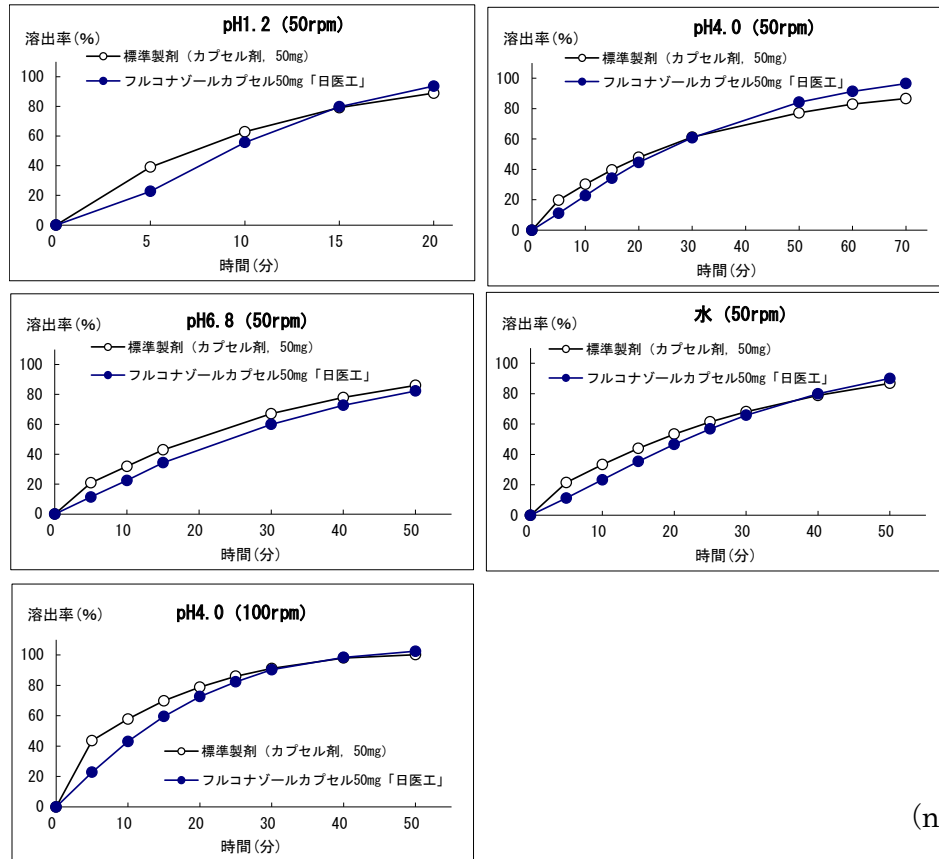 pH1.2 (50rpm)
溶出率(%)
標準製剤（カプセル剤, 50mg）
フルコナゾールカプセル50mg「日医工」
100
80
60
40
20
0
0 5 10 15 20
時間(分)
pH4.0 (50rpm)
溶出率(%)
標準製剤（カプセル剤, 50mg）
フルコナゾールカプセル50mg「日医工」
100
80
60
40
20
0
0 10 20 30 40 50 60 70
時間(分)
pH6.8 (50rpm)
溶出率(%)
標準製剤（カプセル剤, 50mg）
フルコナゾールカプセル50mg「日医工」
100
80
60
40
20
0
0 10 20 30 40 50
時間(分)
水 (50rpm)
溶出率(%)
標準製剤（カプセル剤, 50mg）
フルコナゾールカプセル50mg「日医工」
100
80
60
40
20
0
0 10 20 30 40 50
時間(分)
pH4.0 (100rpm)
溶出率(%)
100
80
60
40
20
0
標準製剤（カプセル剤, 50mg）
フルコナゾールカプセル50mg「日医工」
0 10 20 30 40 50
時間(分)
(n